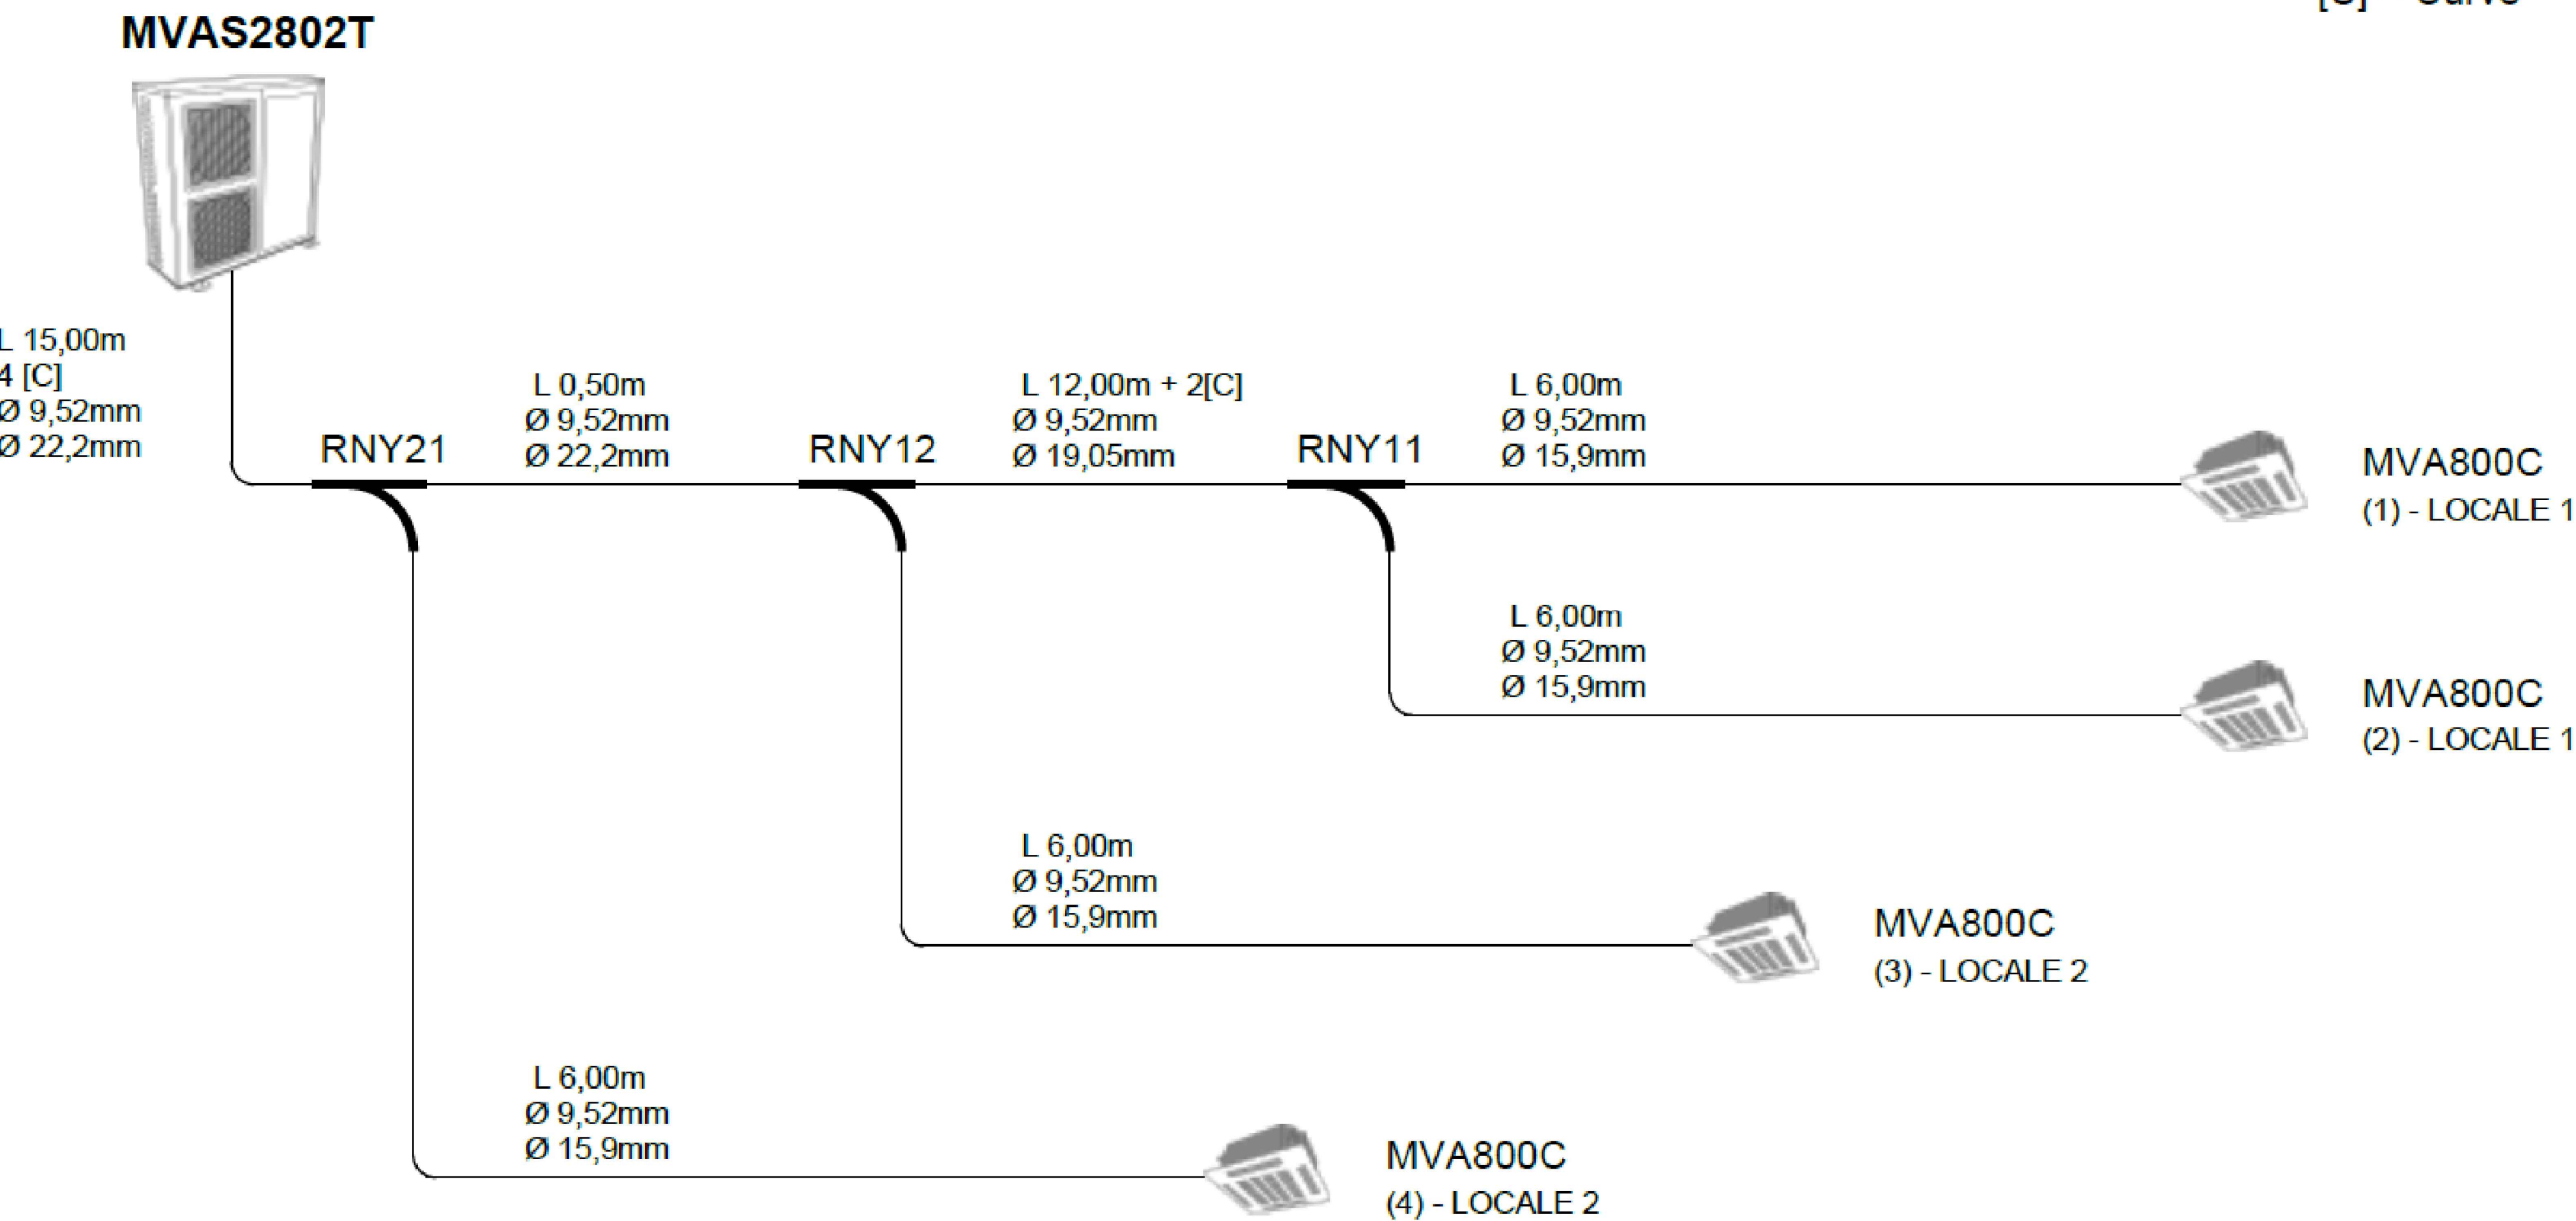 MVAS2802T
L 15,00m
4 [C]
Ø 9,52mm
Ø 22,2mm
RNY21
L 0,50m
Ø 9,52mm
Ø 22,2mm
RNY12
L 12,00m + 2[C]
Ø 9,52mm
Ø 19,05mm
RNY11
L 6,00m
Ø 9,52mm
Ø 15,9mm
MVA800C
(1) - LOCALE 1
L 6,00m
Ø 9,52mm
Ø 15,9mm
MVA800C
(2) - LOCALE 1
L 6,00m
Ø 9,52mm
Ø 15,9mm
MVA800C
(3) - LOCALE 2
L 6,00m
Ø 9,52mm
Ø 15,9mm
MVA800C
(4) - LOCALE 2